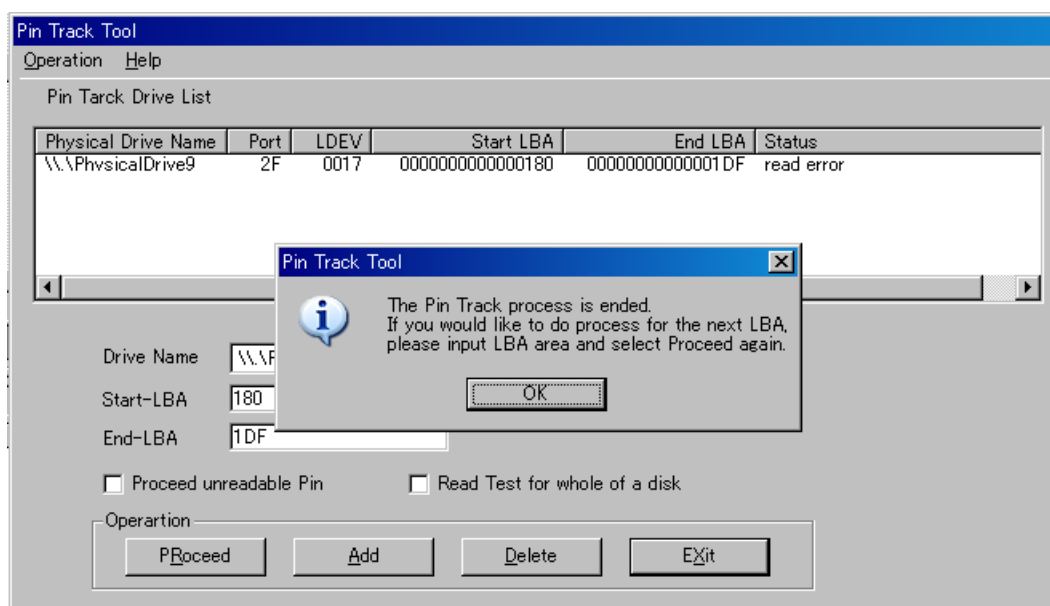 Pin Track Tool
Operation Help
Pin Tarck Drive List
Physical Drive Name Port LDEV Start LBA End LBA Status
\\.\PhysicalDrive9 2F 0017 0000000000000180 00000000000001DF read error
Pin Track Tool
The Pin Track process is ended.
If you would like to do process for the next LBA,
please input LBA area and select Proceed again.
OK
Drive Name \\.\P
Start-LBA 180
End-LBA 1DF
Proceed unreadable Pin Read Test for whole of a disk
Operartion
PRoceed Add Delete EXit